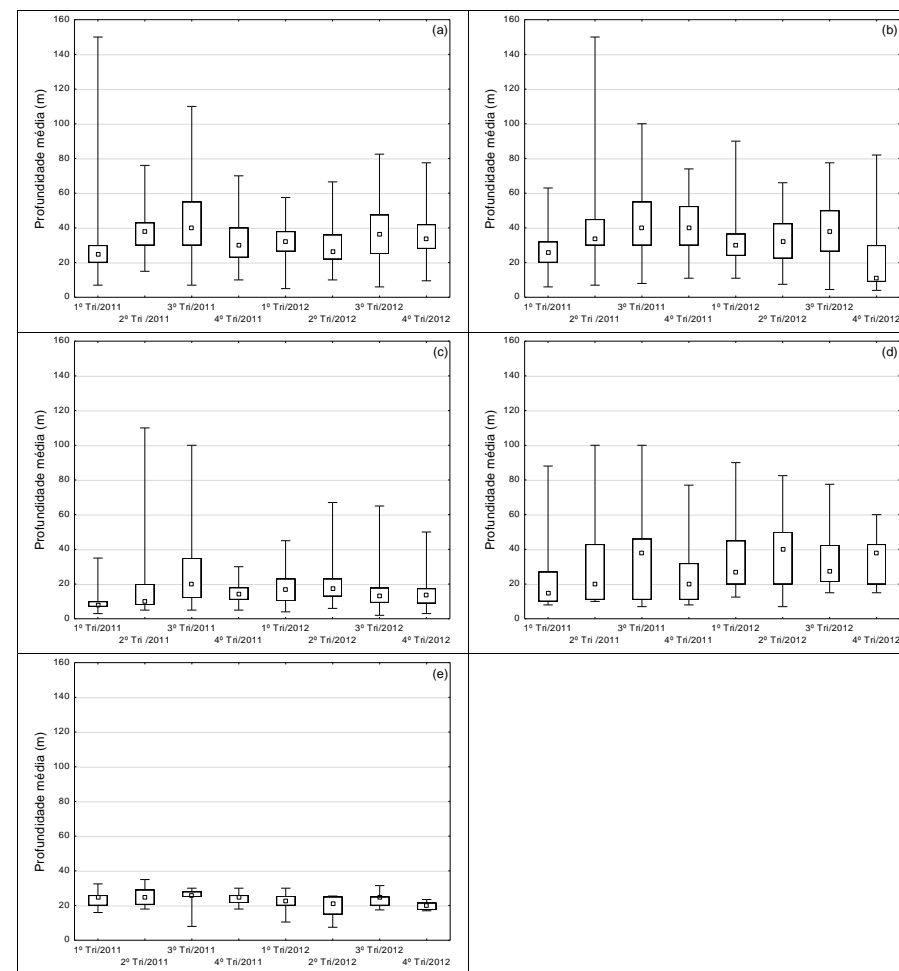 160
(a)
140
120
100
80
60
40
20
0
Profundidade média (m)
1º Tri/2011
3º Tri/2011
1º Tri/2012
3º Tri/2012
2º Tri /2011
4º Tri/2011
2º Tri/2012
4º Tri/2012
160
(b)
140
120
100
80
60
40
20
0
Profundidade média (m)
1º Tri/2011
3º Tri/2011
1º Tri/2012
3º Tri/2012
2º Tri /2011
4º Tri/2011
2º Tri/2012
4º Tri/2012
160
(c)
140
120
100
80
60
40
20
0
Profundidade média (m)
1º Tri/2011
3º Tri/2011
1º Tri/2012
3º Tri/2012
2º Tri /2011
4º Tri/2011
2º Tri/2012
4º Tri/2012
160
(d)
140
120
100
80
60
40
20
0
Profundidade média (m)
1º Tri/2011
3º Tri/2011
1º Tri/2012
3º Tri/2012
2º Tri /2011
4º Tri/2011
2º Tri/2012
4º Tri/2012
160
(e)
140
120
100
80
60
40
20
0
Profundidade média (m)
1º Tri/2011
3º Tri/2011
1º Tri/2012
3º Tri/2012
2º Tri/2011
4º Tri/2011
2º Tri/2012
4º Tri/2012